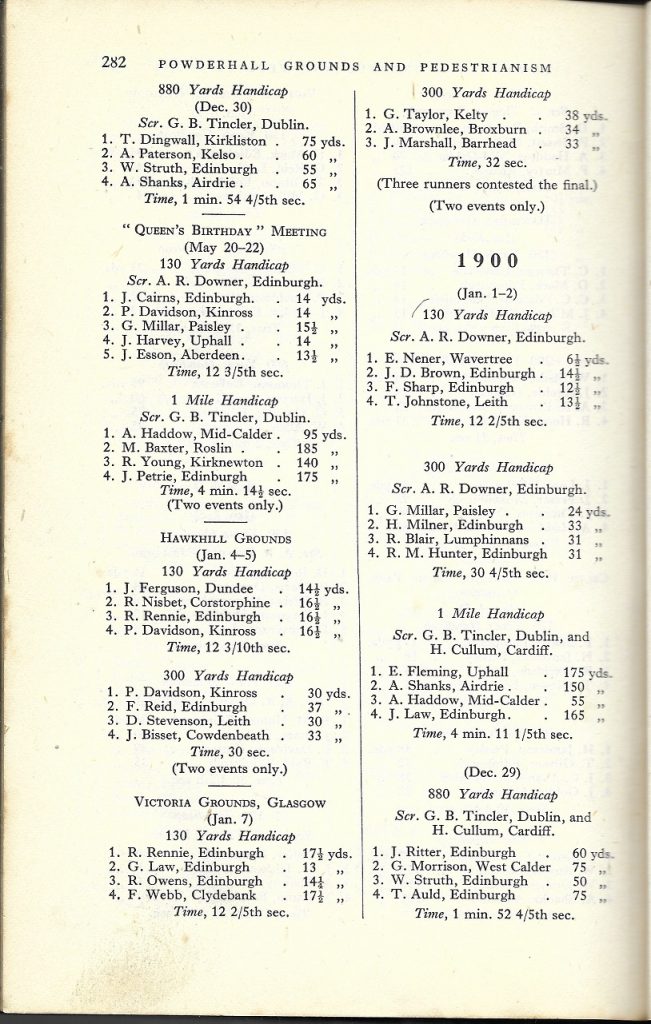 282 POWDERHALL GROUNDS AND PEDESTRIANISM
880 Yards Handicap
(Dec. 30)
Scr. G. B. Tincler, Dublin.
1. T. Dingwall, Kirkliston . 75 yds.
2. A. Paterson, Kelso . 60 „
3. W. Struth, Edinburgh . 55 „
4. A. Shanks, Airdrie . . 65 „
Time, 1 min. 54 4/5th sec.
“ QUEEN'S BIRTHDAY ” MEETING
(May 20–22)
130 Yards Handicap
Scr. A. R. Downer, Edinburgh.
1. J. Cairns, Edinburgh. . 14 yds.
2. P. Davidson, Kinross . 14 „
3. G. Millar, Paisley . . 15½ „
4. J. Harvey, Uphall . . 14 „
5. J. Esson, Aberdeen. . 13½ „
Time, 12 3/5th sec.
1 Mile Handicap
Scr. G. B. Tincler, Dublin.
1. A. Haddow, Mid-Calder . 95 yds.
2. M. Baxter, Roslin . . 185 „
3. R. Young, Kirknewton . 140 „
4. J. Petrie, Edinburgh . 175 „
Time, 4 min. 14½ sec.
(Two events only.)
HAWKHILL GROUNDS
(Jan. 4–5)
130 Yards Handicap
1. J. Ferguson, Dundee . 14½ yds.
2. R. Nisbet, Corstorphine . 16½ „
3. R. Rennie, Edinburgh . 16½ „
4. P. Davidson, Kinross . 16½ „
Time, 12 3/10th sec.
300 Yards Handicap
1. P. Davidson, Kinross . 30 yds.
2. F. Reid, Edinburgh . 37 „
3. D. Stevenson, Leith . 30 „
4. J. Bisset, Cowdenbeath . 33 „
Time, 30 sec.
(Two events only.)
VICTORIA GROUNDS, GLASGOW
(Jan. 7)
130 Yards Handicap
1. R. Rennie, Edinburgh . 17½ yds.
2. G. Law, Edinburgh . 13 „
3. R. Owens, Edinburgh . 14½ „
4. F. Webb, Clydebank . 17½ „
Time, 12 2/5th sec.
300 Yards Handicap
1. G. Taylor, Kelty . . 38 yds.
2. A. Brownlee, Broxburn . 34 „
3. J. Marshall, Barrhead . 33 „
Time, 32 sec.
(Three runners contested the final.)
(Two events only.)
1900
(Jan. 1–2)
130 Yards Handicap
Scr. A. R. Downer, Edinburgh.
1. E. Nener, Wavertree . 6½ yds.
2. J. D. Brown, Edinburgh . 14½ „
3. F. Sharp, Edinburgh . 12½ „
4. T. Johnstone, Leith . 13½ „
Time, 12 2/5th sec.
300 Yards Handicap
Scr. A. R. Downer, Edinburgh.
1. G. Millar, Paisley . . 24 yds.
2. H. Milner, Edinburgh . 33 „
3. R. Blair, Lumphinnans . 31 „
4. R. M. Hunter, Edinburgh 31 „
Time, 30 4/5th sec.
1 Mile Handicap
Scr. G. B. Tincler, Dublin, and
H. Cullum, Cardiff.
1. E. Fleming, Uphall . 175 yds.
2. A. Shanks, Airdrie . . 150 „
3. A. Haddow, Mid-Calder . 55 „
4. J. Law, Edinburgh. . 165 „
Time, 4 min. 11 1/5th sec.
(Dec. 29)
880 Yards Handicap
Scr. G. B. Tincler, Dublin, and
H. Cullum, Cardiff.
1. J. Ritter, Edinburgh . 60 yds.
2. G. Morrison, West Calder 75 „
3. W. Struth, Edinburgh . 50 „
4. T. Auld, Edinburgh . 75 „
Time, 1 min. 52 4/5th sec.